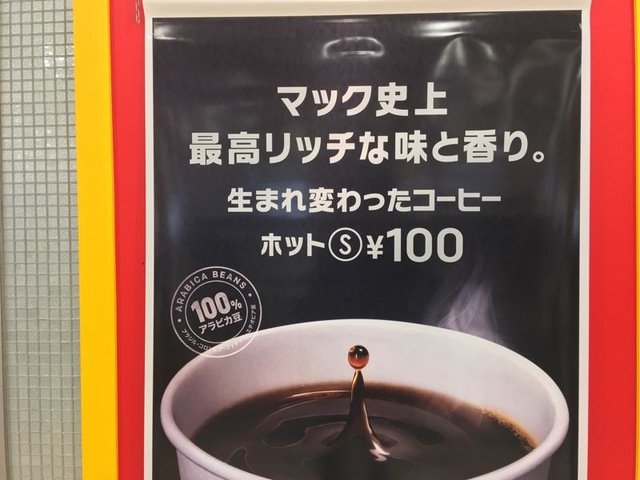 マック史上
最高リッチな味と香り。
生まれ変わったコーヒー
ホットⓈ¥100
ARABICA BEANS
100%
アラビカ豆